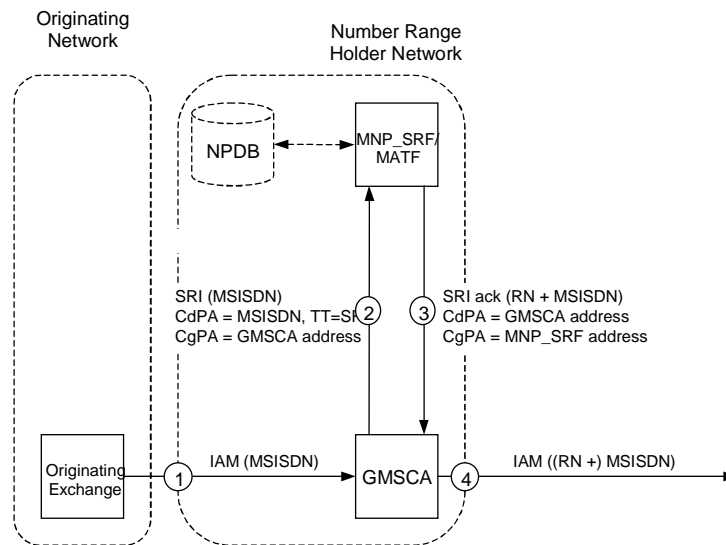 Originating
Network
Number Range
Holder Network
NPDB
MNP_SRF/
MATF
SRI (MSISDN)
CdPA = MSISDN, TT=SF
CgPA = GMSCA address
2
3
SRI ack (RN + MSISDN)
CdPA = GMSCA address
CgPA = MNP_SRF address
Originating
Exchange
1
IAM (MSISDN)
GMSCA
4
IAM ((RN +) MSISDN)